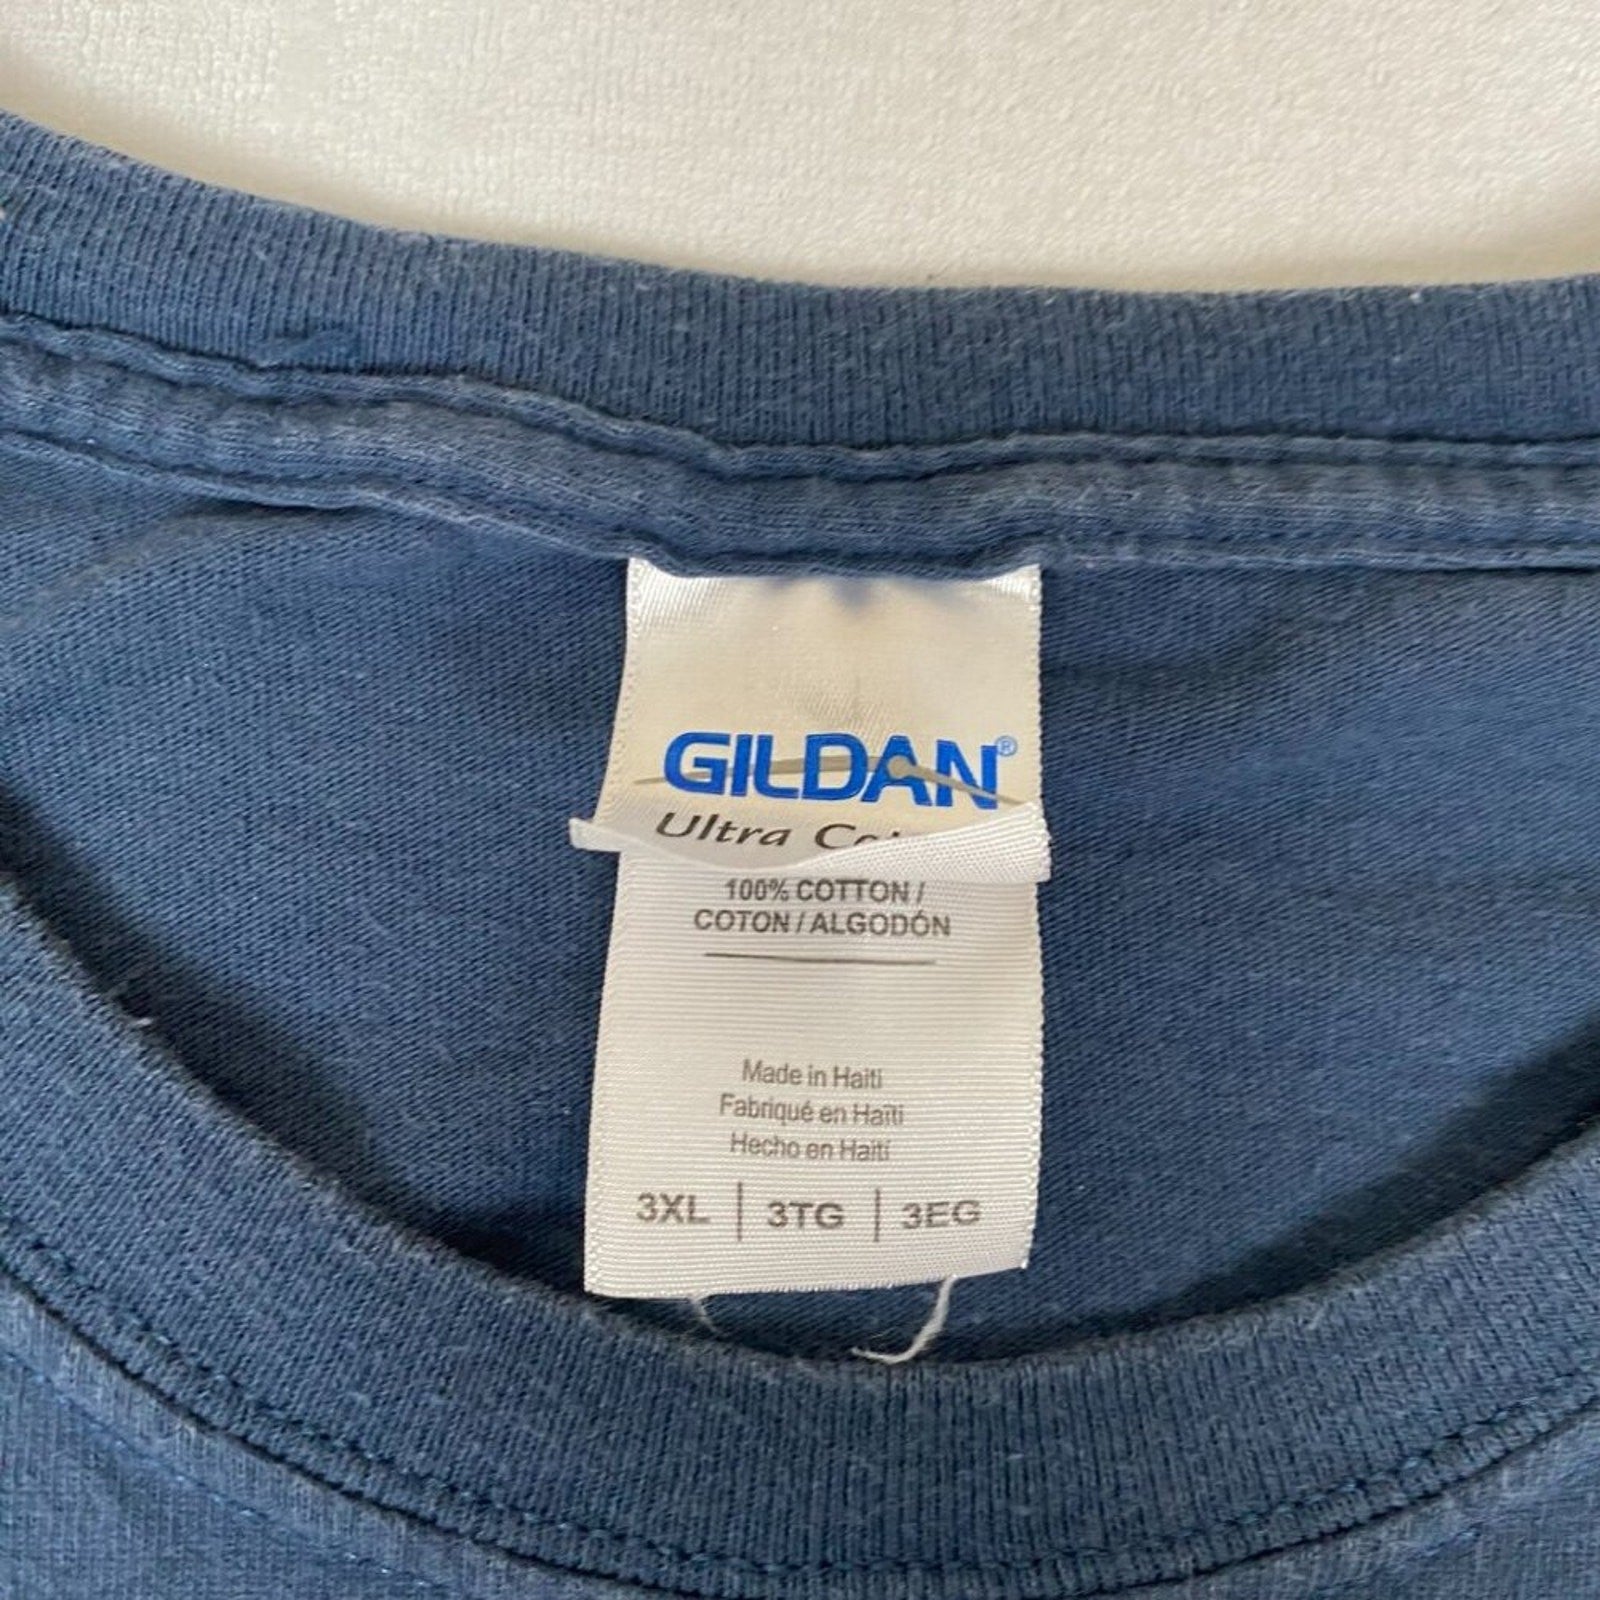 GILDAN®
Ultra
100% COTTON /
COTON / ALGODÓN
Made in Haiti
Fabriqué en Haïti
Hecho en Haití
3XL | 3TG | 3EG